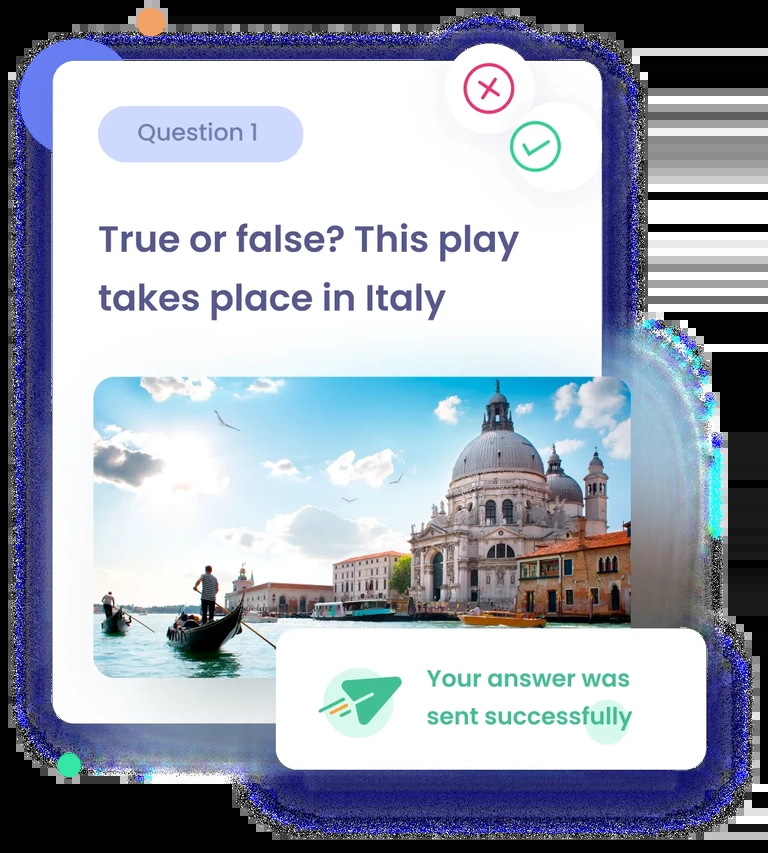 Question 1
True or false? This play
takes place in Italy
Your answer was
sent successfully